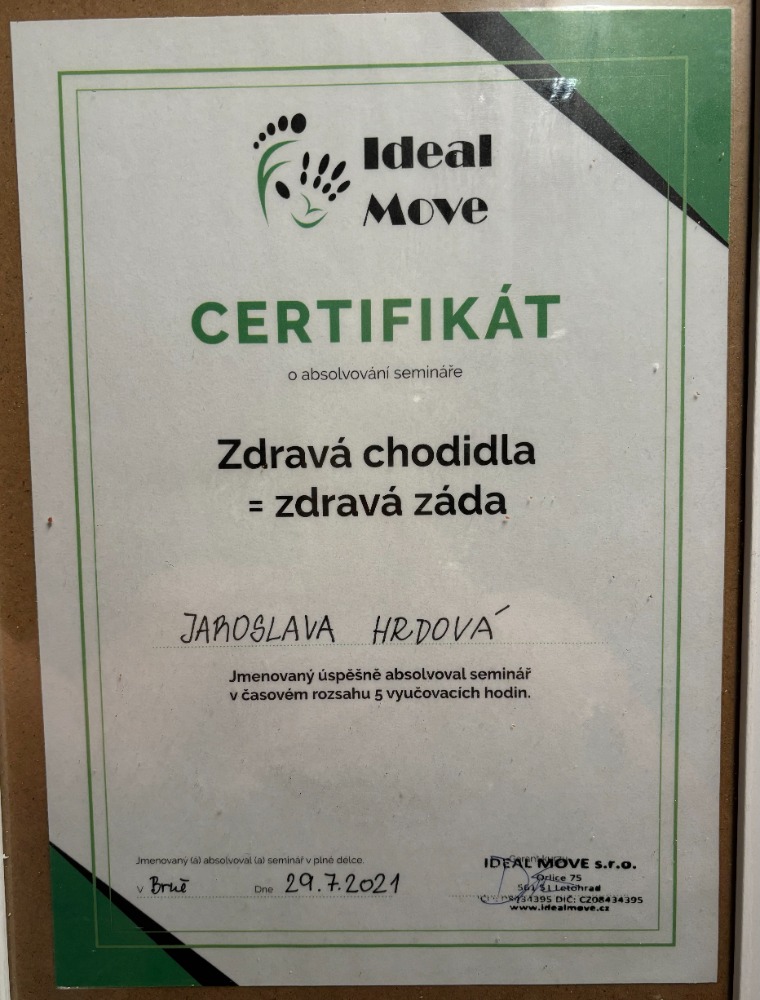 Ideal
Move
CERTIFIKÁT
o absolvování semináře
Zdravá chodidla
= zdravá záda
JAROSLAVA HRDOVÁ
Jmenovaný úspěšně absolvoval seminář
v časovém rozsahu 5 vyučovacích hodin.
Jmenovaný (á) absolvoval (a) seminář v plné délce.
v Brně Dne 29.7.2021
IDEAL MOVE s.r.o.
Orlice 75
561 51 Letohrad
DIČ: CZ08434395
www.idealmove.cz